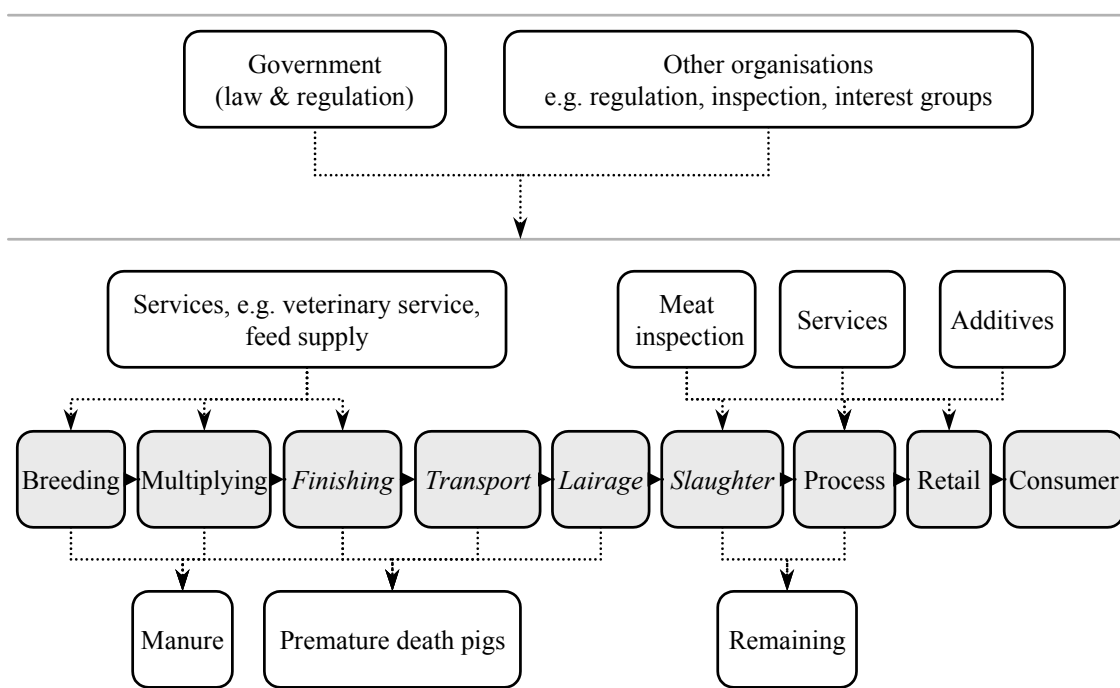 Government
(law & regulation)
Other organisations
e.g. regulation, inspection, interest groups
Services, e.g. veterinary service,
feed supply
Meat
inspection
Services
Additives
Breeding
Multiplying
Finishing
Transport
Lairage
Slaughter
Process
Retail
Consumer
Manure
Premature death pigs
Remaining